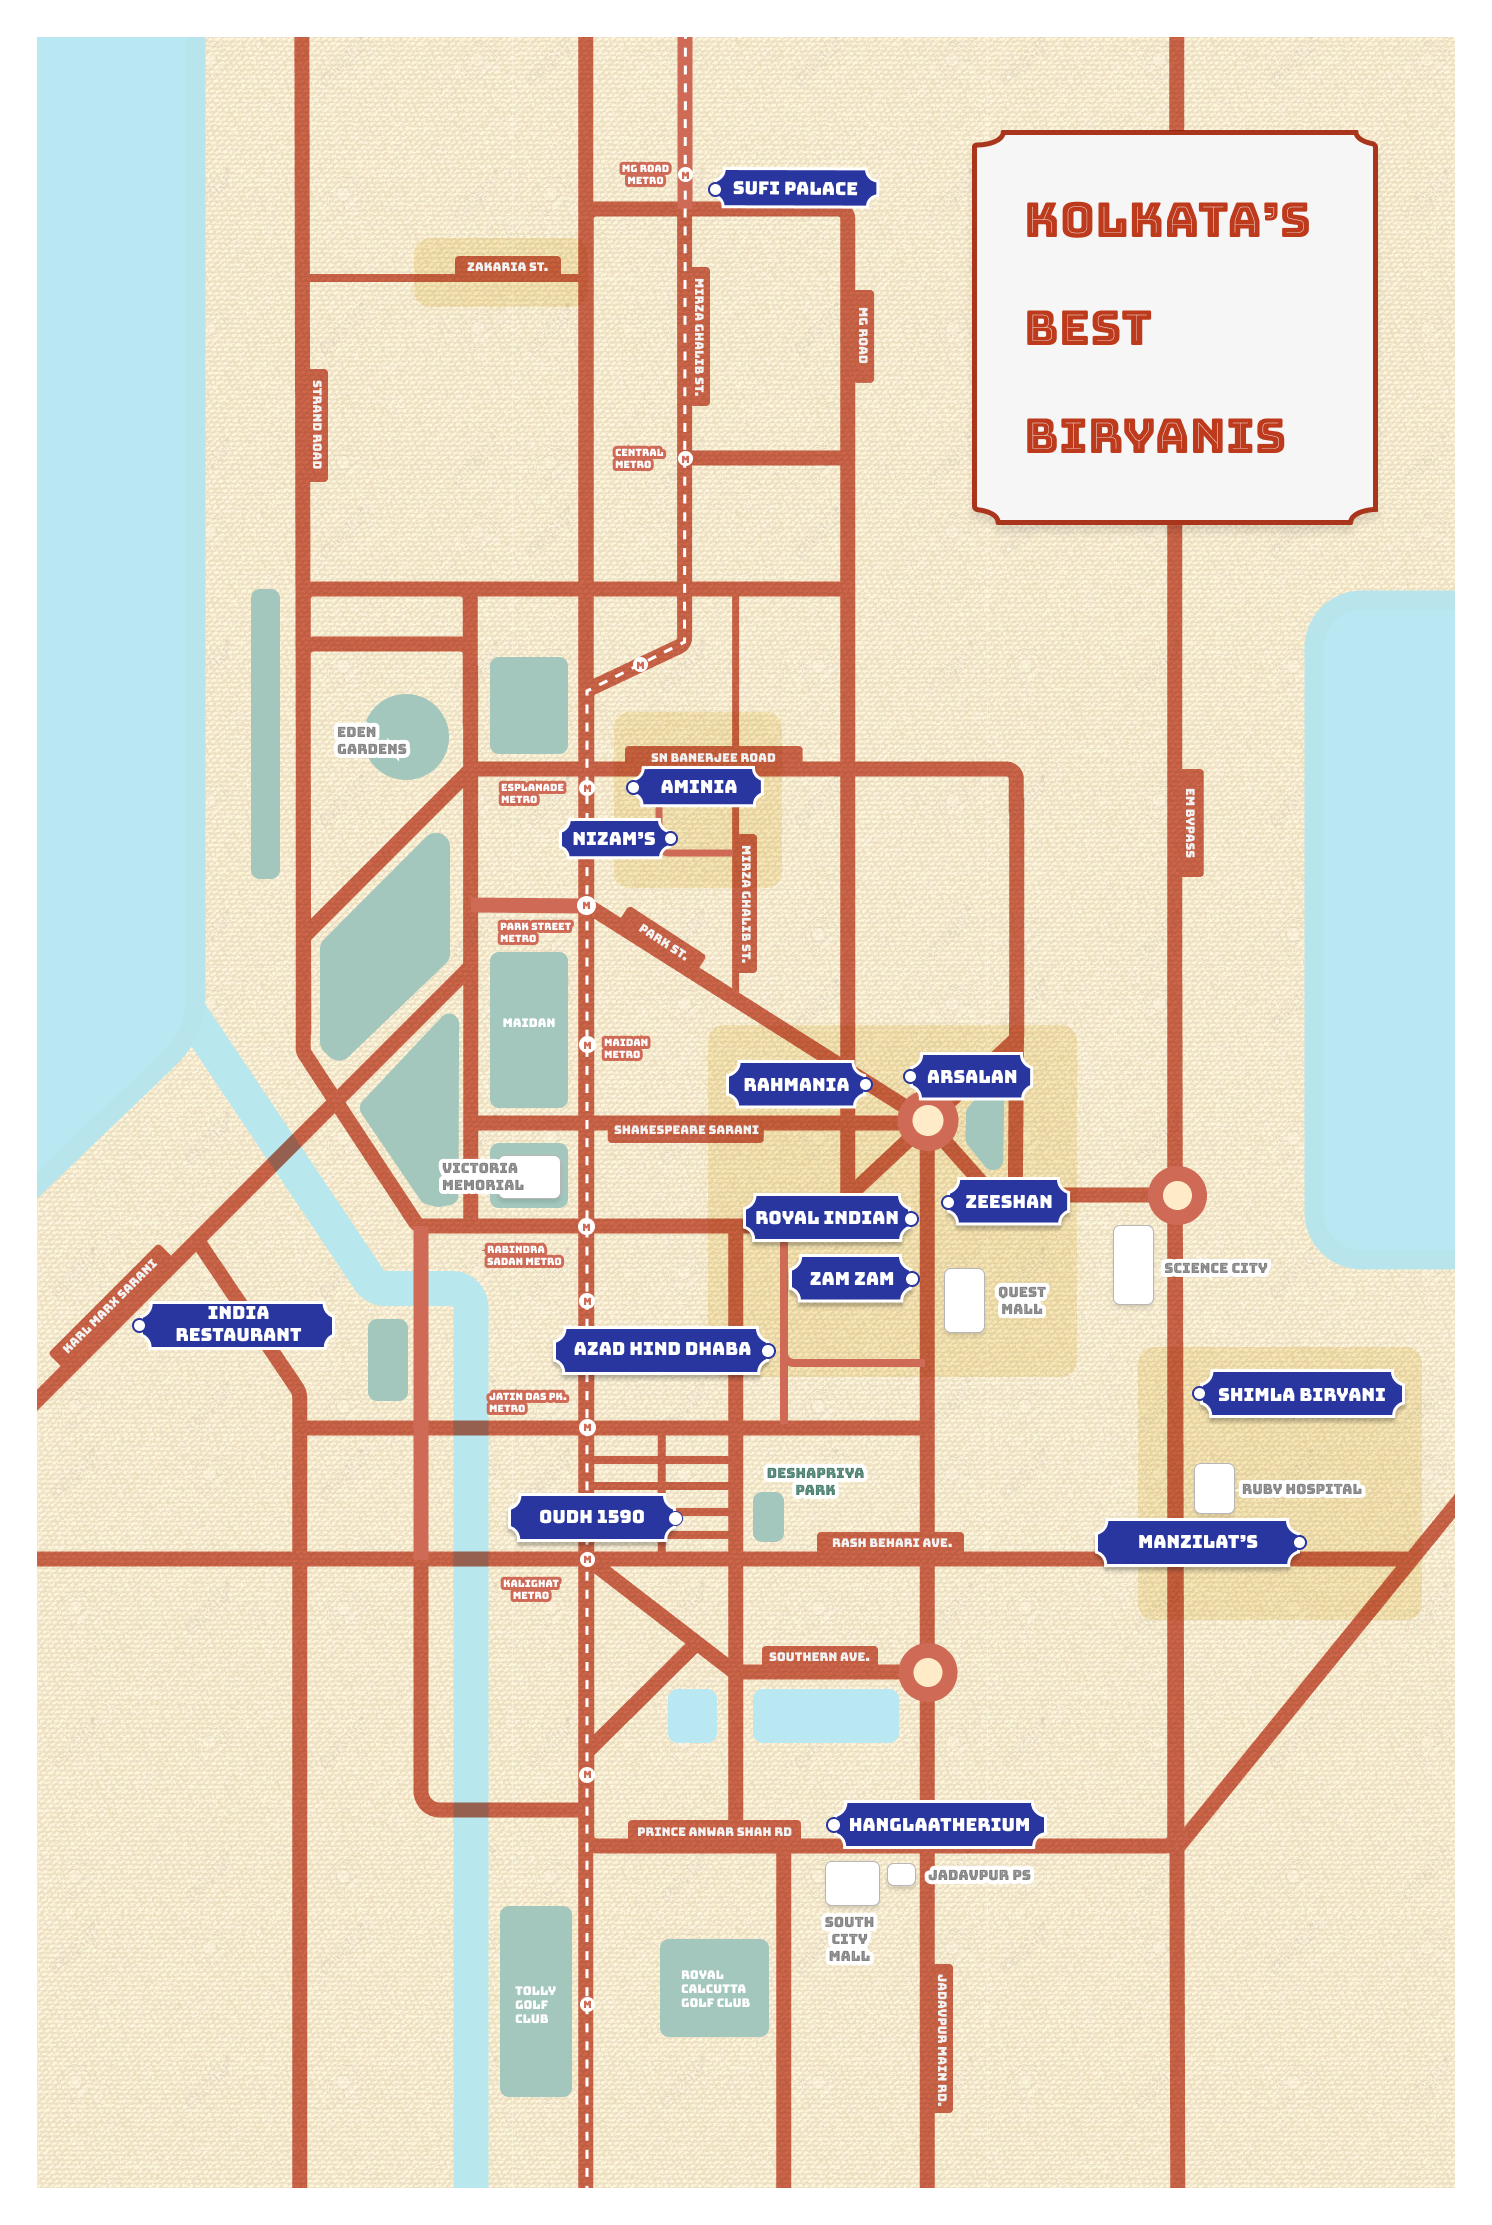 KOLKATA'S
BEST
BIRYANIS
MG ROAD
METRO
SUFI PALACE
ZAKARIA ST.
MIRZA GHALIB ST.
MG ROAD
STRAND ROAD
CENTRAL
METRO
EDEN
GARDENS
SN BANERJEE ROAD
ESPLANADE
METRO
AMINIA
NIZAM'S
EM BYPASS
MIRZA GHALIB ST.
PARK STREET
METRO
PARK ST.
MAIDAN
MAIDAN
METRO
RAHMANIA
ARSALAN
SHAKESPEARE SARANI
VICTORIA
MEMORIAL
ZEESHAN
ROYAL INDIAN
RABINDRA
SADAN METRO
ZAM ZAM
SCIENCE CITY
QUEST
MALL
KARL MARK SARANI
INDIA
RESTAURANT
AZAD HIND DHABA
JATIN DAS PK.
METRO
SHIMLA BIRYANI
DESHAPRIYA
PARK
RUBY HOSPITAL
OUDH 1590
RASH BEHARI AVE.
MANZILAT'S
KALIGHAT
METRO
SOUTHERN AVE.
PRINCE ANWAR SHAH RD
HANGLAATHERIUM
JADAVPUR PS
SOUTH
CITY
MALL
TOLLY
GOLF
CLUB
ROYAL
CALCUTTA
GOLF CLUB
JADAVPUR MAIN RD.
M
M
M
M
M
M
M
M
M
M
M
M